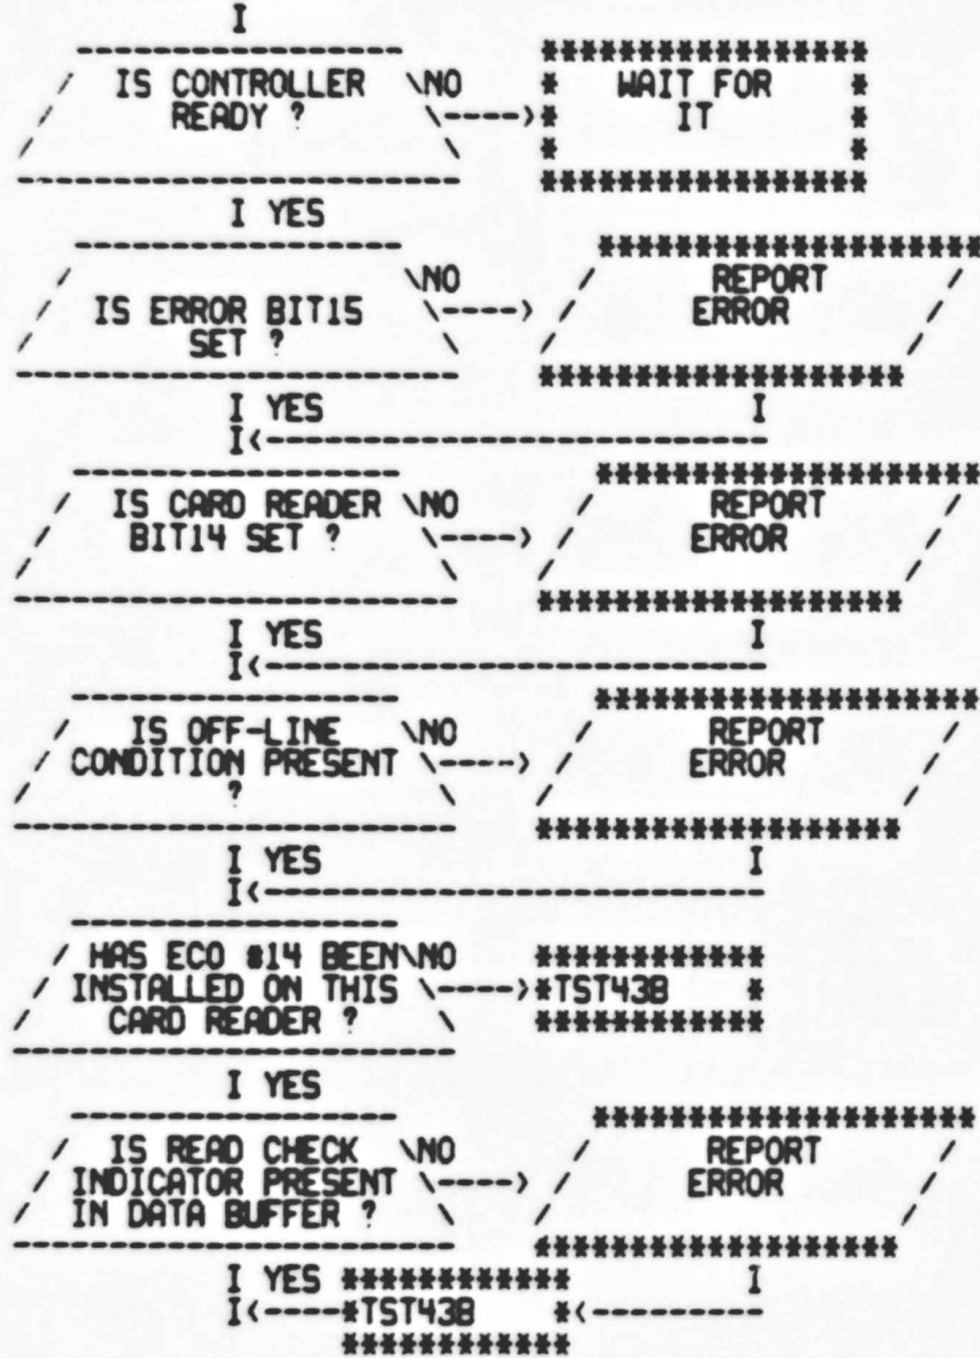 I
IS CONTROLLER \NO WAIT FOR
READY ? ----> IT
I YES
\NO REPORT
IS ERROR BIT15 ----> ERROR
SET ?
I YES I
I<--------------------------
IS CARD READER \NO REPORT
BIT14 SET ? ----> ERROR
I YES I
I<--------------------------
IS OFF-LINE \NO REPORT
CONDITION PRESENT ----> ERROR
?
I YES I
I<--------------------------
/ HAS ECO #14 BEEN\NO ************
/ INSTALLED ON THIS \---->*TST43B *
/ CARD READER ? \ ************
I YES
IS READ CHECK \NO REPORT
INDICATOR PRESENT \----> ERROR
IN DATA BUFFER ?
I YES ************ I
I<----*TST43B *<---------
************